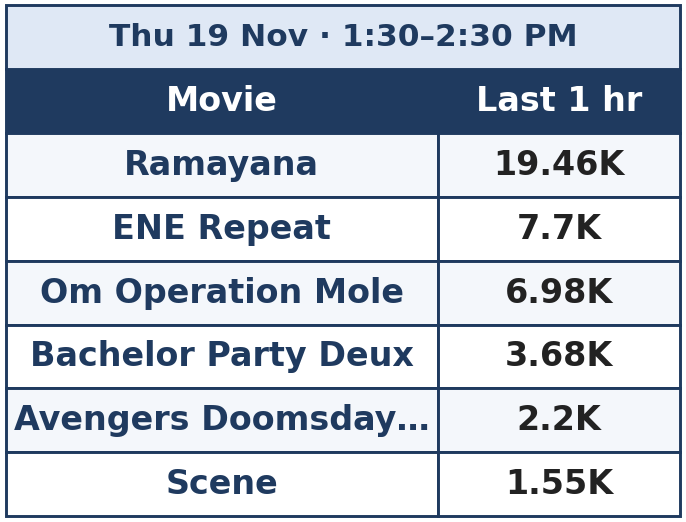 Thu 19 Nov · 1:30–2:30 PM
Movie Last 1 hr
Ramayana 19.46K
ENE Repeat 7.7K
Om Operation Mole 6.98K
Bachelor Party Deux 3.68K
Avengers Doomsday… 2.2K
Scene 1.55K